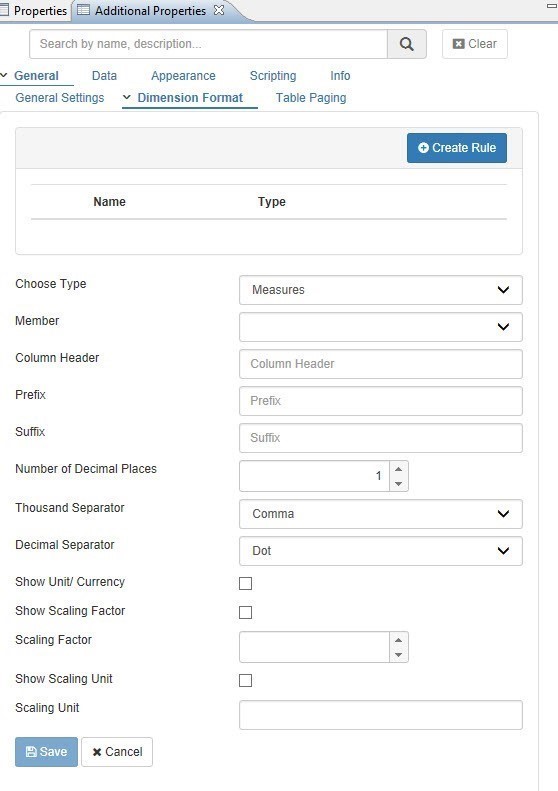 Properties Additional Properties
Search by name, description... Clear
General Data Appearance Scripting Info
General Settings Dimension Format Table Paging
Create Rule
Name Type
Choose Type Measures
Member
Column Header Column Header
Prefix Prefix
Suffix Suffix
Number of Decimal Places 1
Thousand Separator Comma
Decimal Separator Dot
Show Unit/ Currency
Show Scaling Factor
Scaling Factor
Show Scaling Unit
Scaling Unit
Save Cancel